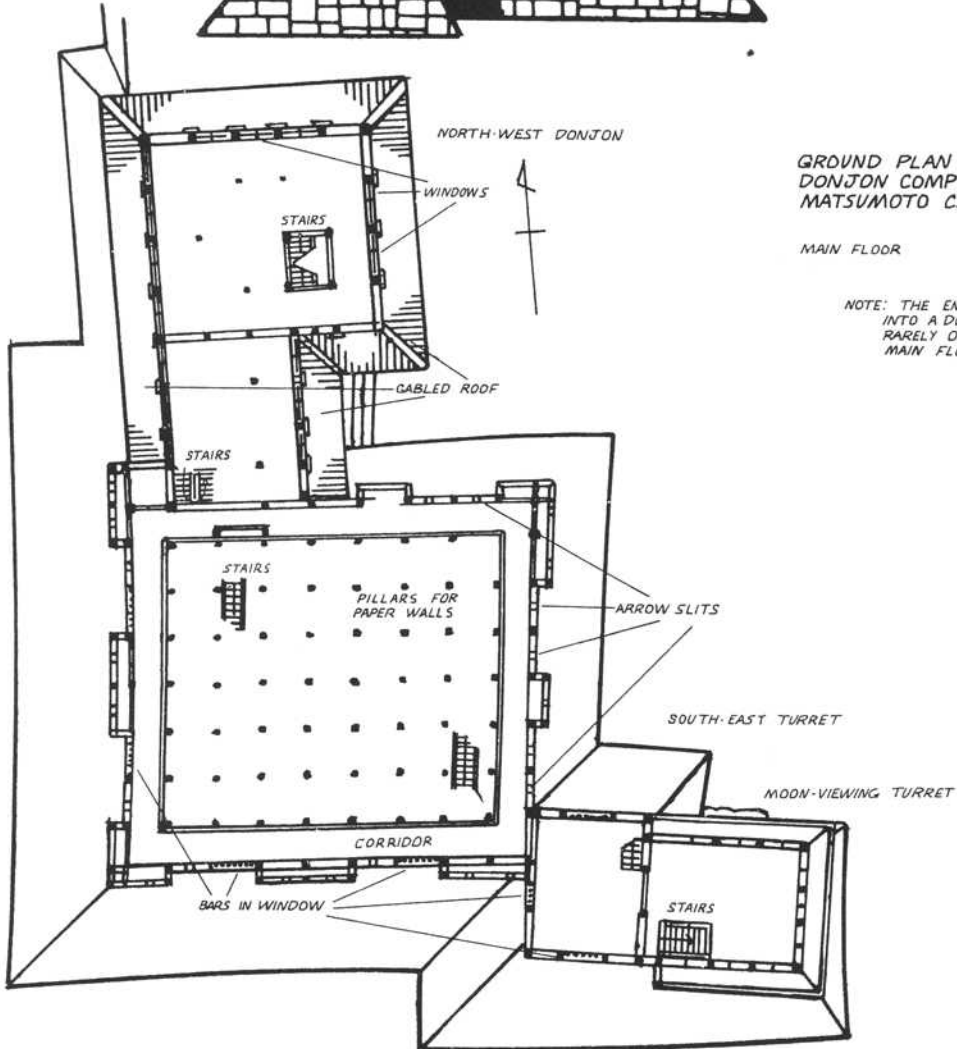 NORTH-WEST DONJON
WINDOWS
STAIRS
GROUND PLAN
DONJON COMP
MATSUMOTO C
MAIN FLOOR
NOTE: THE EN
INTO A D
RARELY O
MAIN FL
GABLED ROOF
STAIRS
STAIRS
PILLARS FOR
PAPER WALLS
ARROW SLITS
SOUTH-EAST TURRET
MOON-VIEWING TURRET
CORRIDOR
BARS IN WINDOW
STAIRS